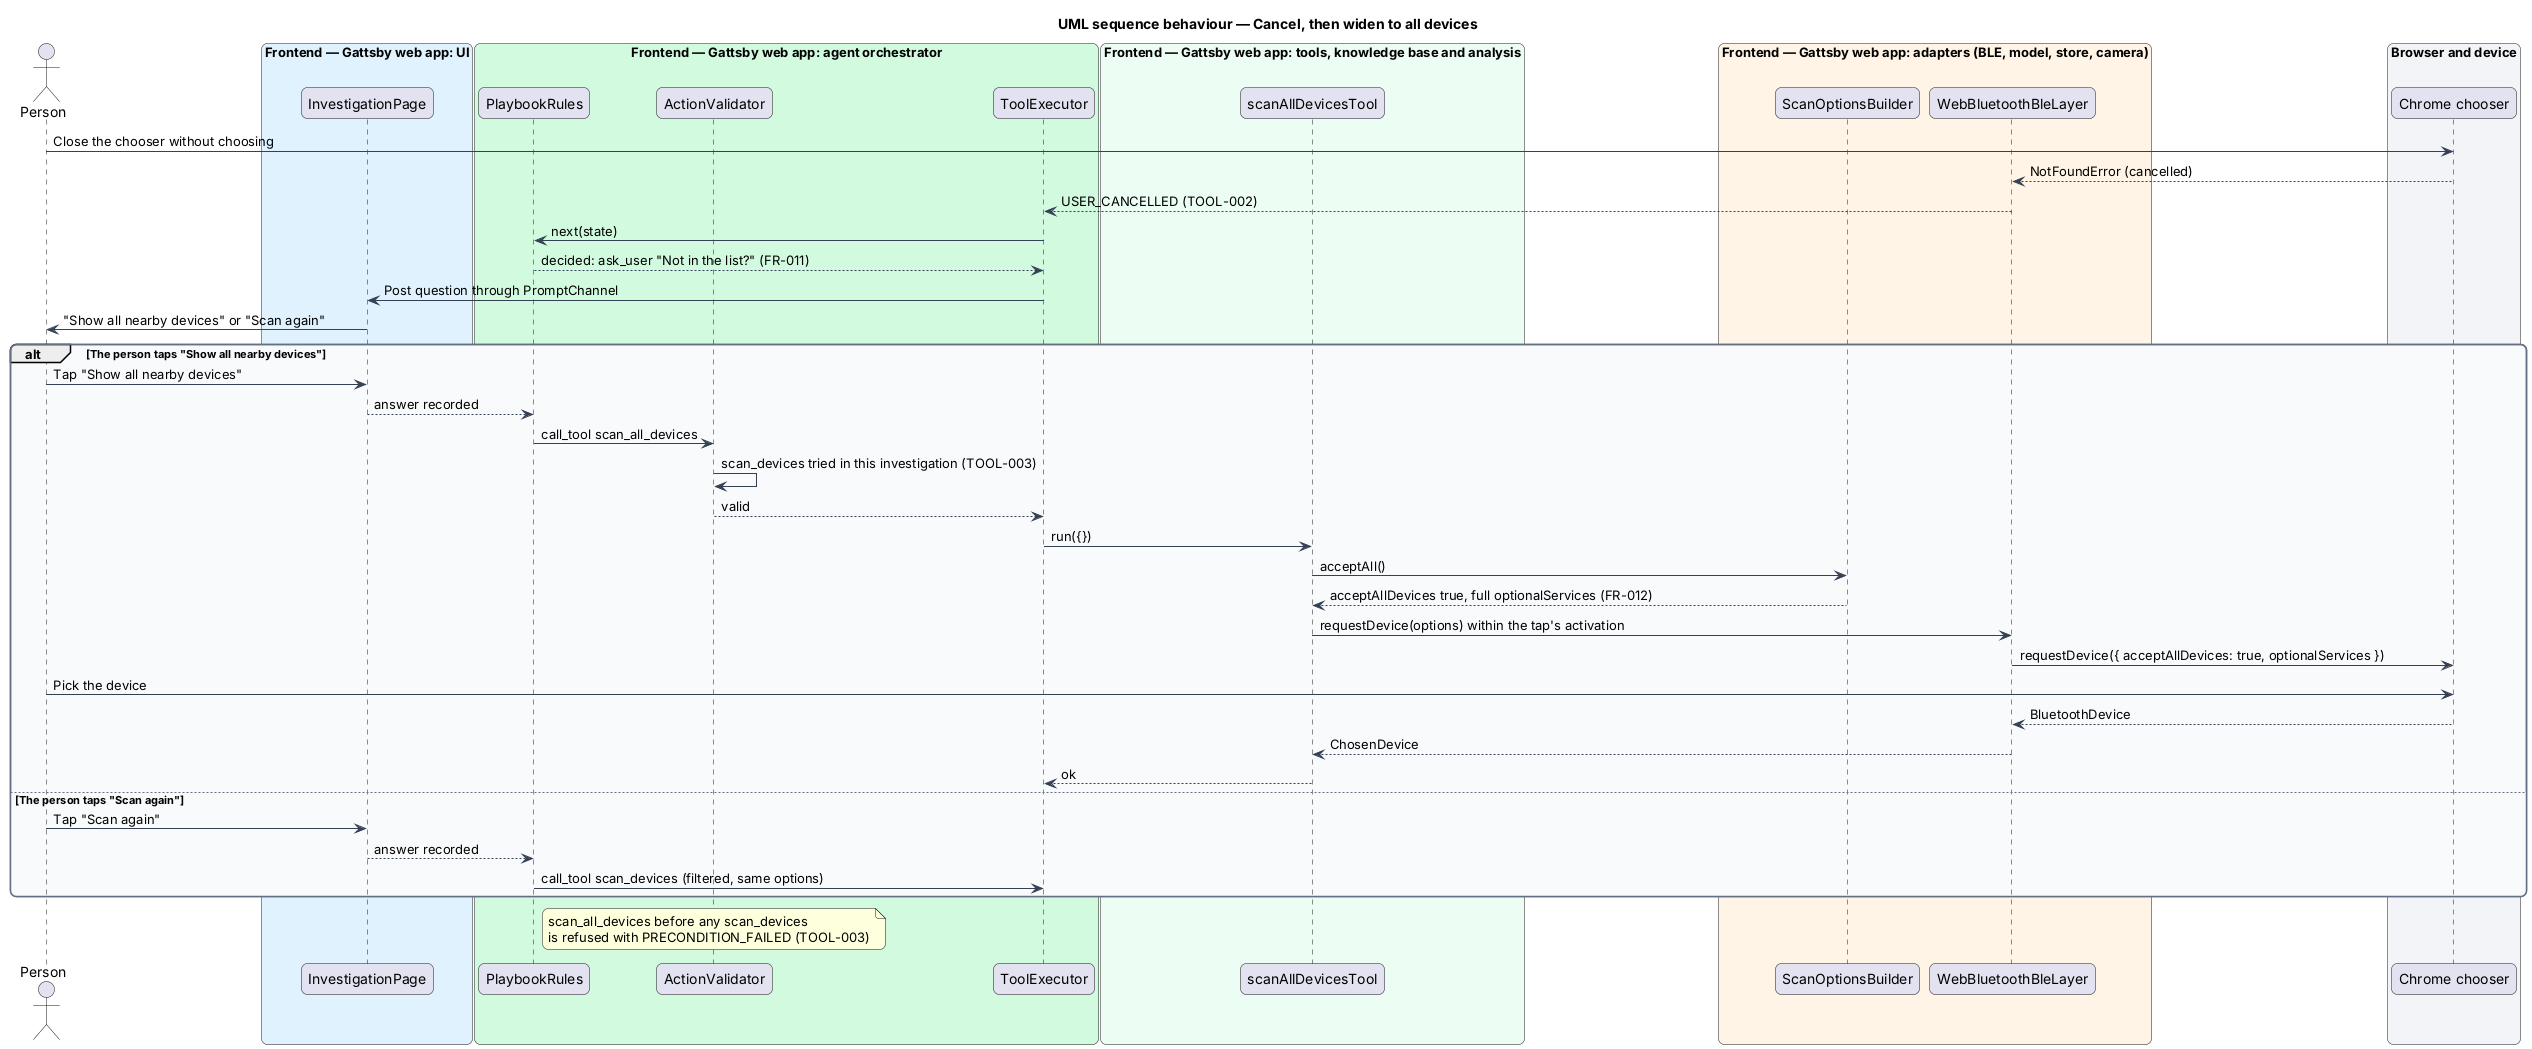 UML sequence behaviour — Cancel, then widen to all devices
Frontend — Gattsby web app: UI
Frontend — Gattsby web app: agent orchestrator
Frontend — Gattsby web app: tools, knowledge base and analysis
Frontend — Gattsby web app: adapters (BLE, model, store, camera)
Browser and device
Person
InvestigationPage
PlaybookRules
ActionValidator
ToolExecutor
scanAllDevicesTool
ScanOptionsBuilder
WebBluetoothBleLayer
Chrome chooser
Close the chooser without choosing
NotFoundError (cancelled)
USER_CANCELLED (TOOL-002)
next(state)
decided: ask_user "Not in the list?" (FR-011)
Post question through PromptChannel
"Show all nearby devices" or "Scan again"
alt
[The person taps "Show all nearby devices"]
Tap "Show all nearby devices"
answer recorded
call_tool scan_all_devices
scan_devices tried in this investigation (TOOL-003)
valid
run({})
acceptAll()
acceptAllDevices true, full optionalServices (FR-012)
requestDevice(options) within the tap's activation
requestDevice({ acceptAllDevices: true, optionalServices })
Pick the device
BluetoothDevice
ChosenDevice
ok
[The person taps "Scan again"]
Tap "Scan again"
answer recorded
call_tool scan_devices (filtered, same options)
scan_all_devices before any scan_devices
is refused with PRECONDITION_FAILED (TOOL-003)
Person
InvestigationPage
PlaybookRules
ActionValidator
ToolExecutor
scanAllDevicesTool
ScanOptionsBuilder
WebBluetoothBleLayer
Chrome chooser